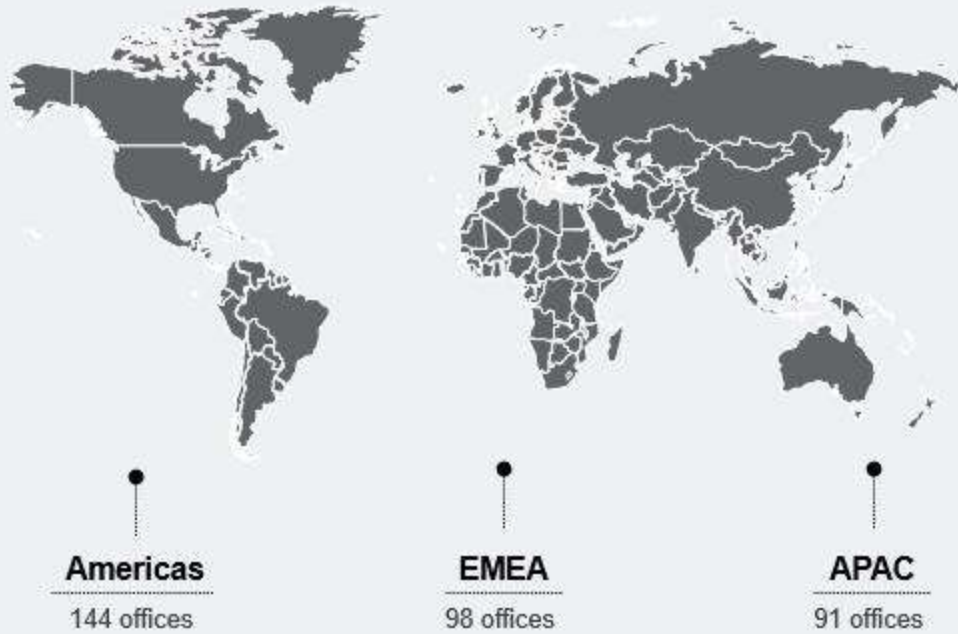 Americas
144 offices
EMEA
98 offices
APAC
91 offices